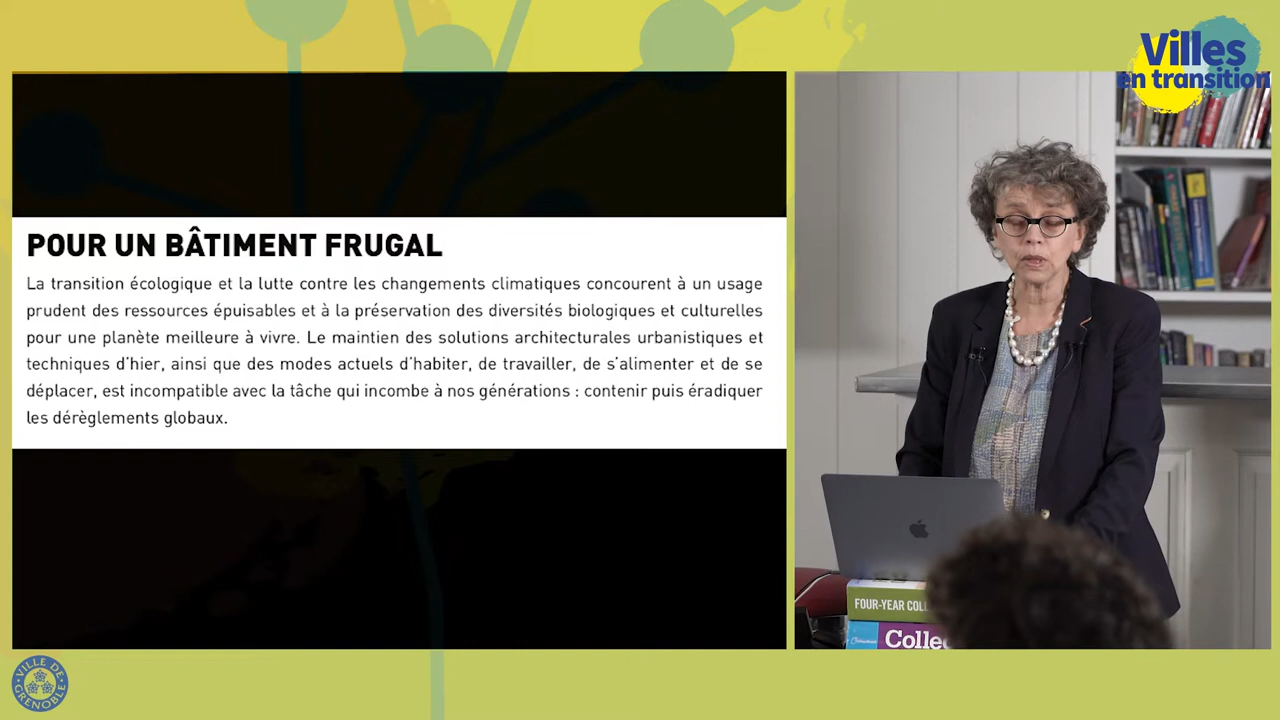 Villes
en transition
POUR UN BÂTIMENT FRUGAL
La transition écologique et la lutte contre les changements climatiques concourent à un usage
prudent des ressources épuisables et à la préservation des diversités biologiques et culturelles
pour une planète meilleure à vivre. Le maintien des solutions architecturales urbanistiques et
techniques d'hier, ainsi que des modes actuels d'habiter, de travailler, de s'alimenter et de se
déplacer, est incompatible avec la tâche qui incombe à nos générations : contenir puis éradiquer
les dérèglements globaux.
FOUR-YEAR COLL
Colle
VILLE DE
GRENOBLE